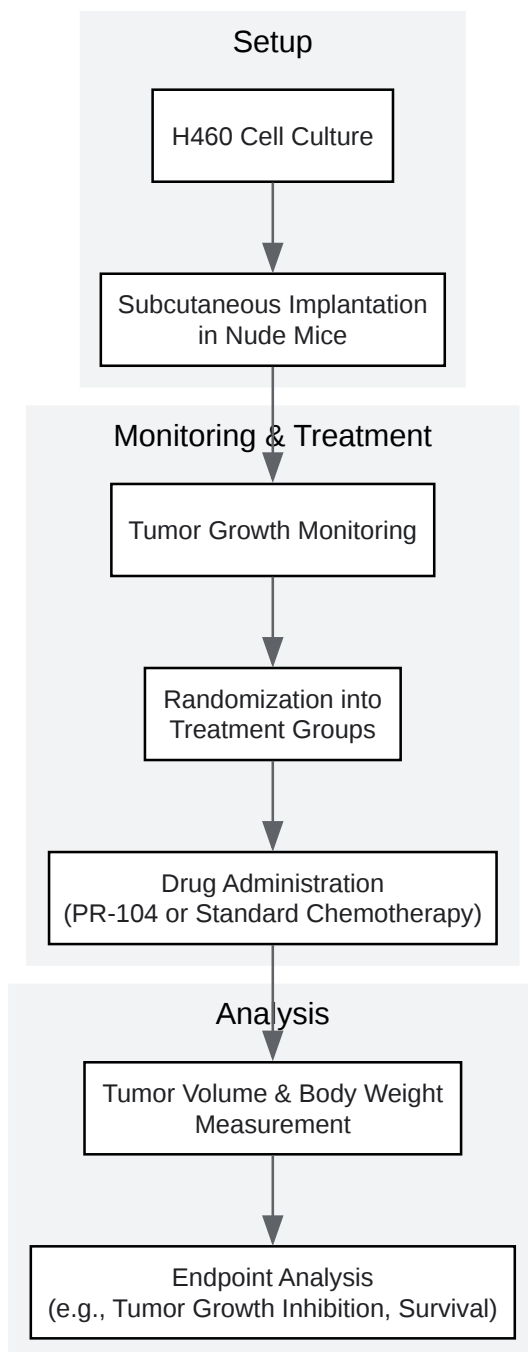 Setup
H460 Cell Culture
Subcutaneous Implantation
in Nude Mice
Monitoring & Treatment
Tumor Growth Monitoring
Randomization into
Treatment Groups
Drug Administration
(PR-104 or Standard Chemotherapy)
Analysis
Tumor Volume & Body Weight
Measurement
Endpoint Analysis
(e.g., Tumor Growth Inhibition, Survival)